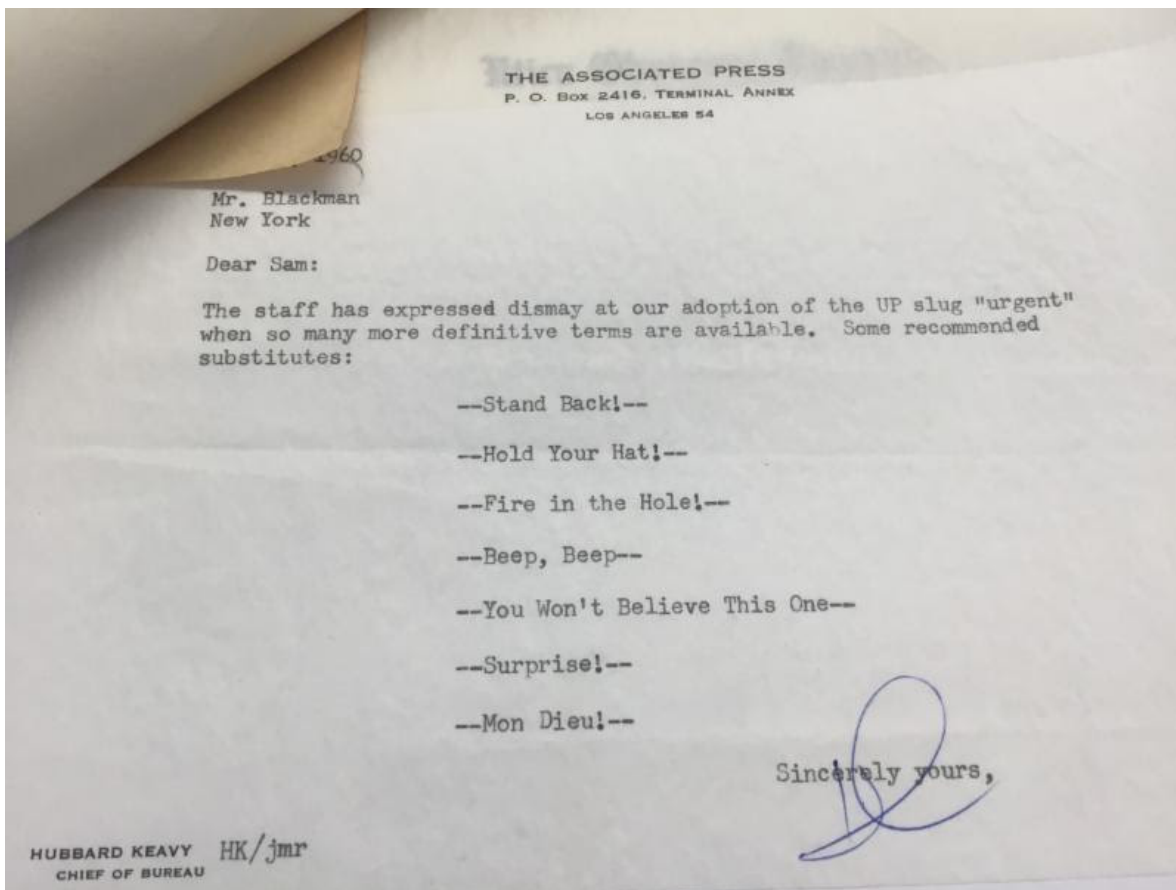 THE ASSOCIATED PRESS
P. O. BOX 2416, TERMINAL ANNEX
LOS ANGELES 54
1960
Mr. Blackman
New York
Dear Sam:
The staff has expressed dismay at our adoption of the UP slug "urgent"
when so many more definitive terms are available. Some recommended
substitutes:
--Stand Back!--
--Hold Your Hat!--
--Fire in the Hole!--
--Beep, Beep--
--You Won't Believe This One--
--Surprise!--
--Mon Dieu!--
Sincerely yours,
HUBBARD KEAVY HK/jmr
CHIEF OF BUREAU